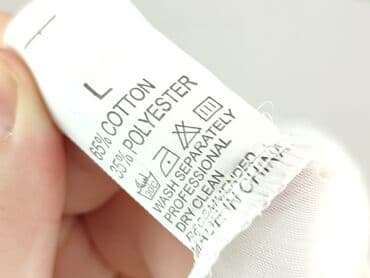 L
65% COTTON
35% POLYESTER
WASH SEPARATELY
PROFESSIONAL
DRY CLEAN
RECOMMENDED
MADE IN CHINA